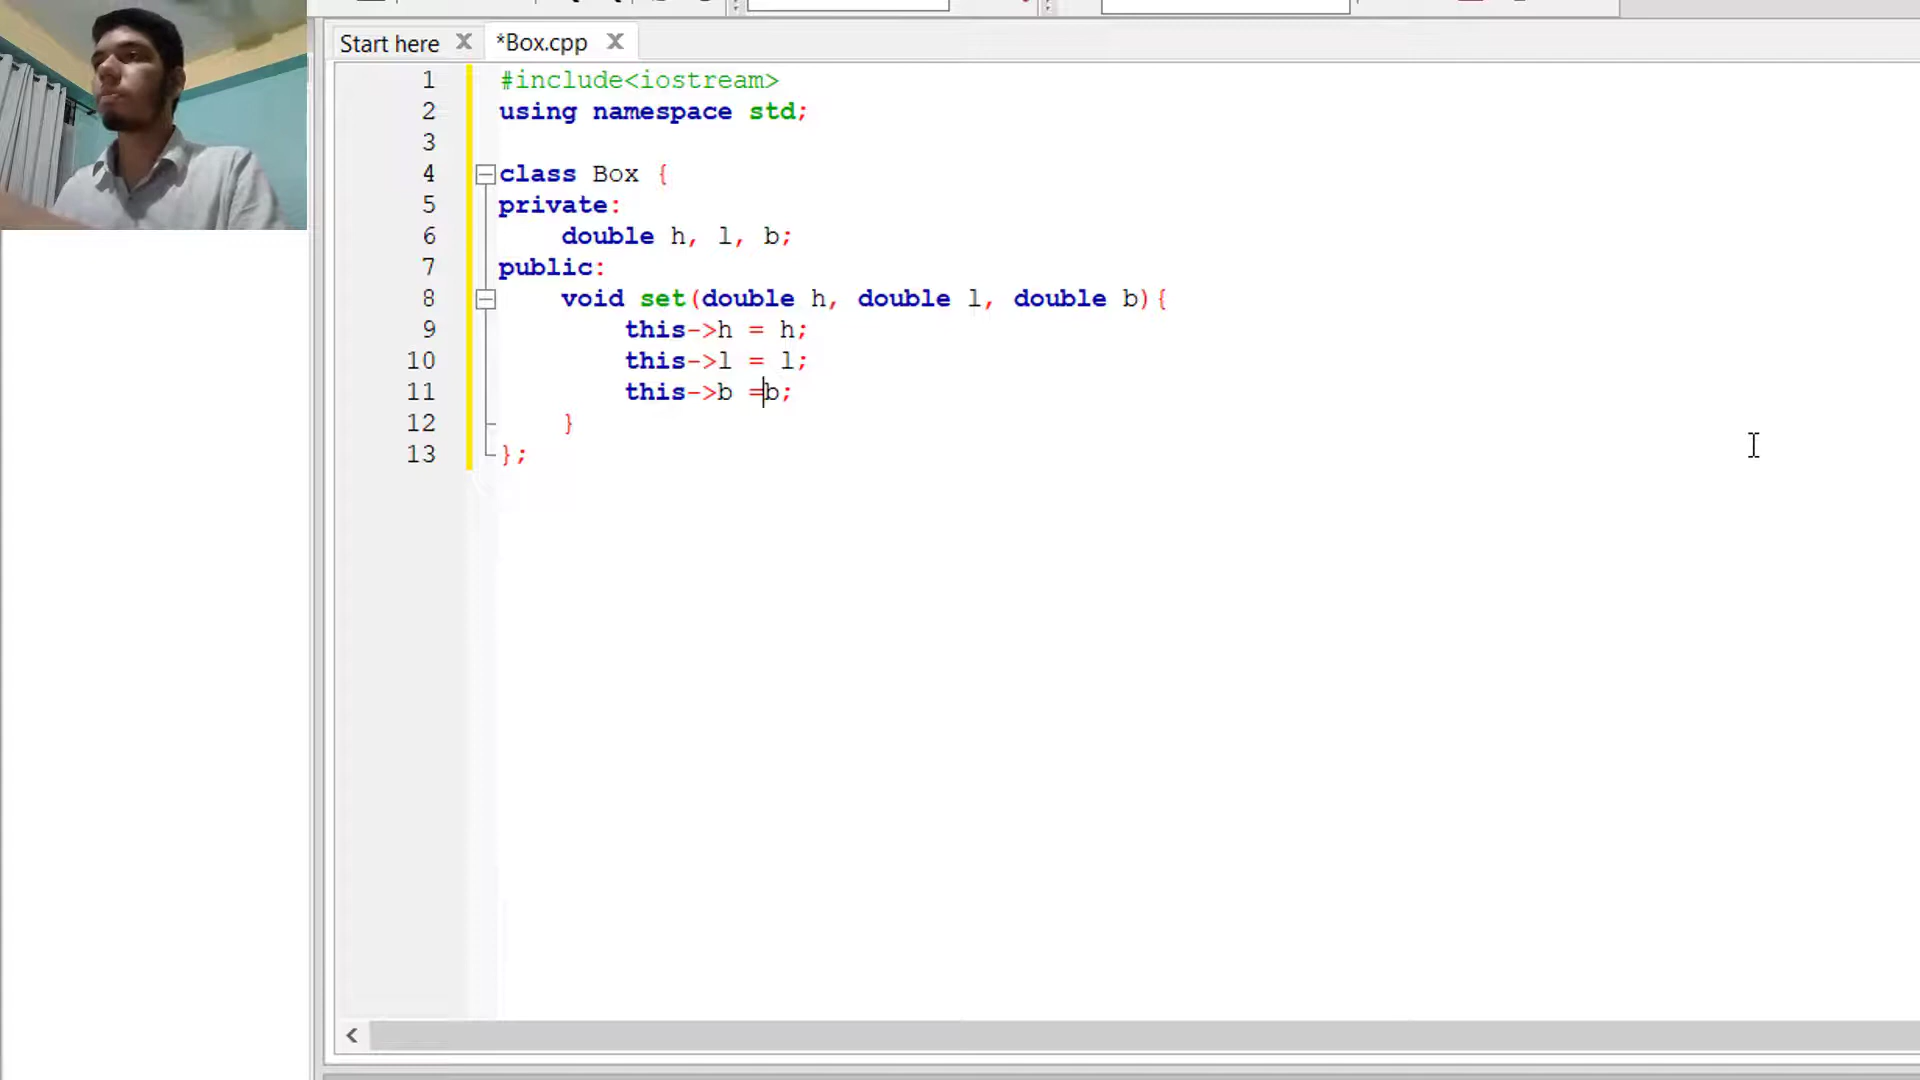 Start here
*Box.cpp
1 #include<iostream>
2 using namespace std;
3
4 class Box {
5 private:
6 double h, l, b;
7 public:
8 void set(double h, double l, double b){
9 this->h = h;
10 this->l = l;
11 this->b =b;
12 }
13 };